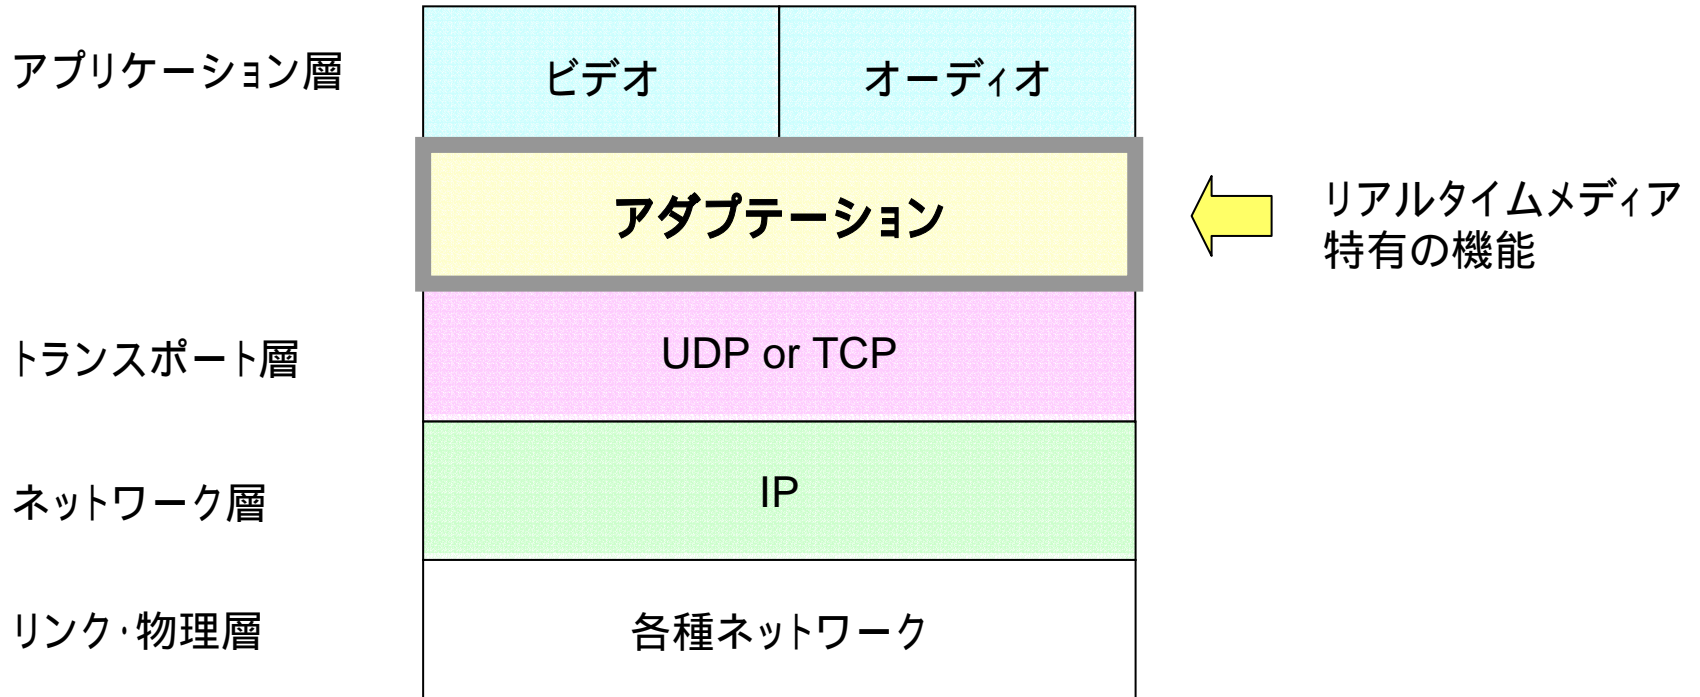 アプリケーション層
ビデオ
オーディオ
アダプテーション
リアルタイムメディア
特有の機能
トランスポート層
UDP or TCP
ネットワーク層
IP
リンク・物理層
各種ネットワーク